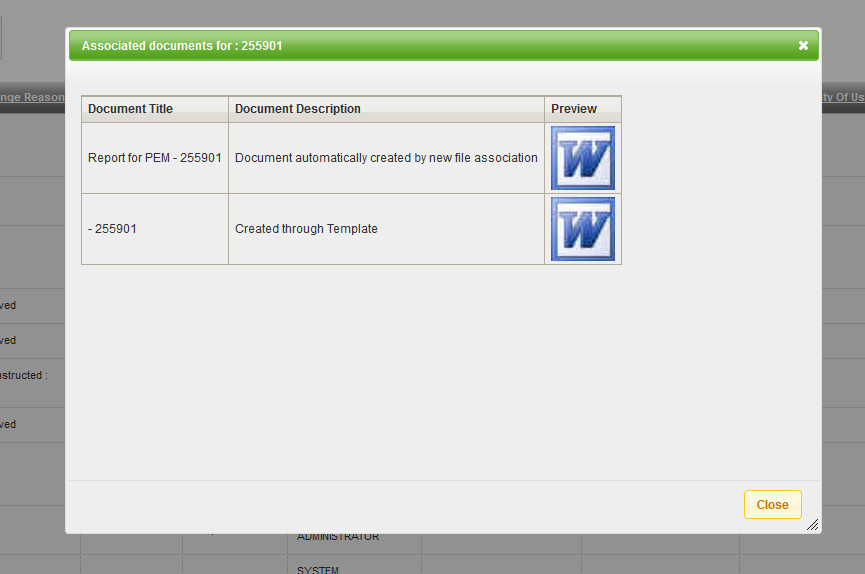 Associated documents for : 255901
nge Reason
ty Of Us
Document Title Document Description Preview
Report for PEM - 255901 Document automatically created by new file association W
- 255901 Created through Template W
ved
ved
nstructed :
ved
Close
ADMINISTRATOR
SYSTEM